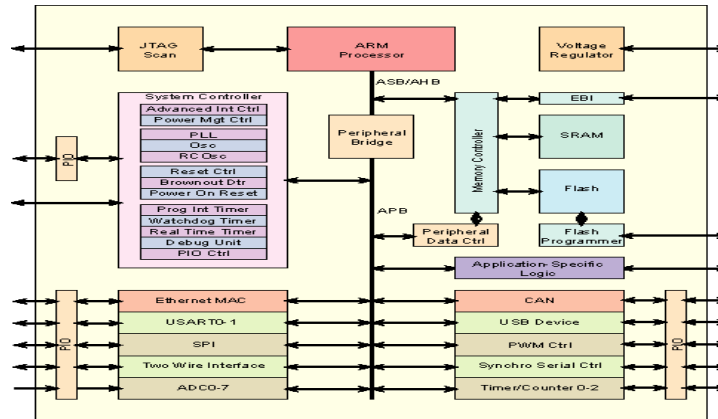 JTAG
Scan
ARM
Processor
Voltage
Regulator
ASB/AHB
System Controller
Advanced Int Ctrl
Power Mgt Ctrl
PLL
Osc
RC Osc
Reset Ctrl
Brownout Dtr
Power On Reset
Prog Int Timer
Watchdog Timer
Real Time Timer
Debug Unit
PIO Ctrl
PIO
Peripheral
Bridge
Memory Controller
EBI
SRAM
Flash
APB
Peripheral
Data Ctrl
Flash
Programmer
Application-Specific
Logic
PIO
Ethernet MAC
USART0-1
SPI
Two Wire Interface
ADC0-7
CAN
USB Device
PWM Ctrl
Synchro Serial Ctrl
Timer/Counter 0-2
PIO